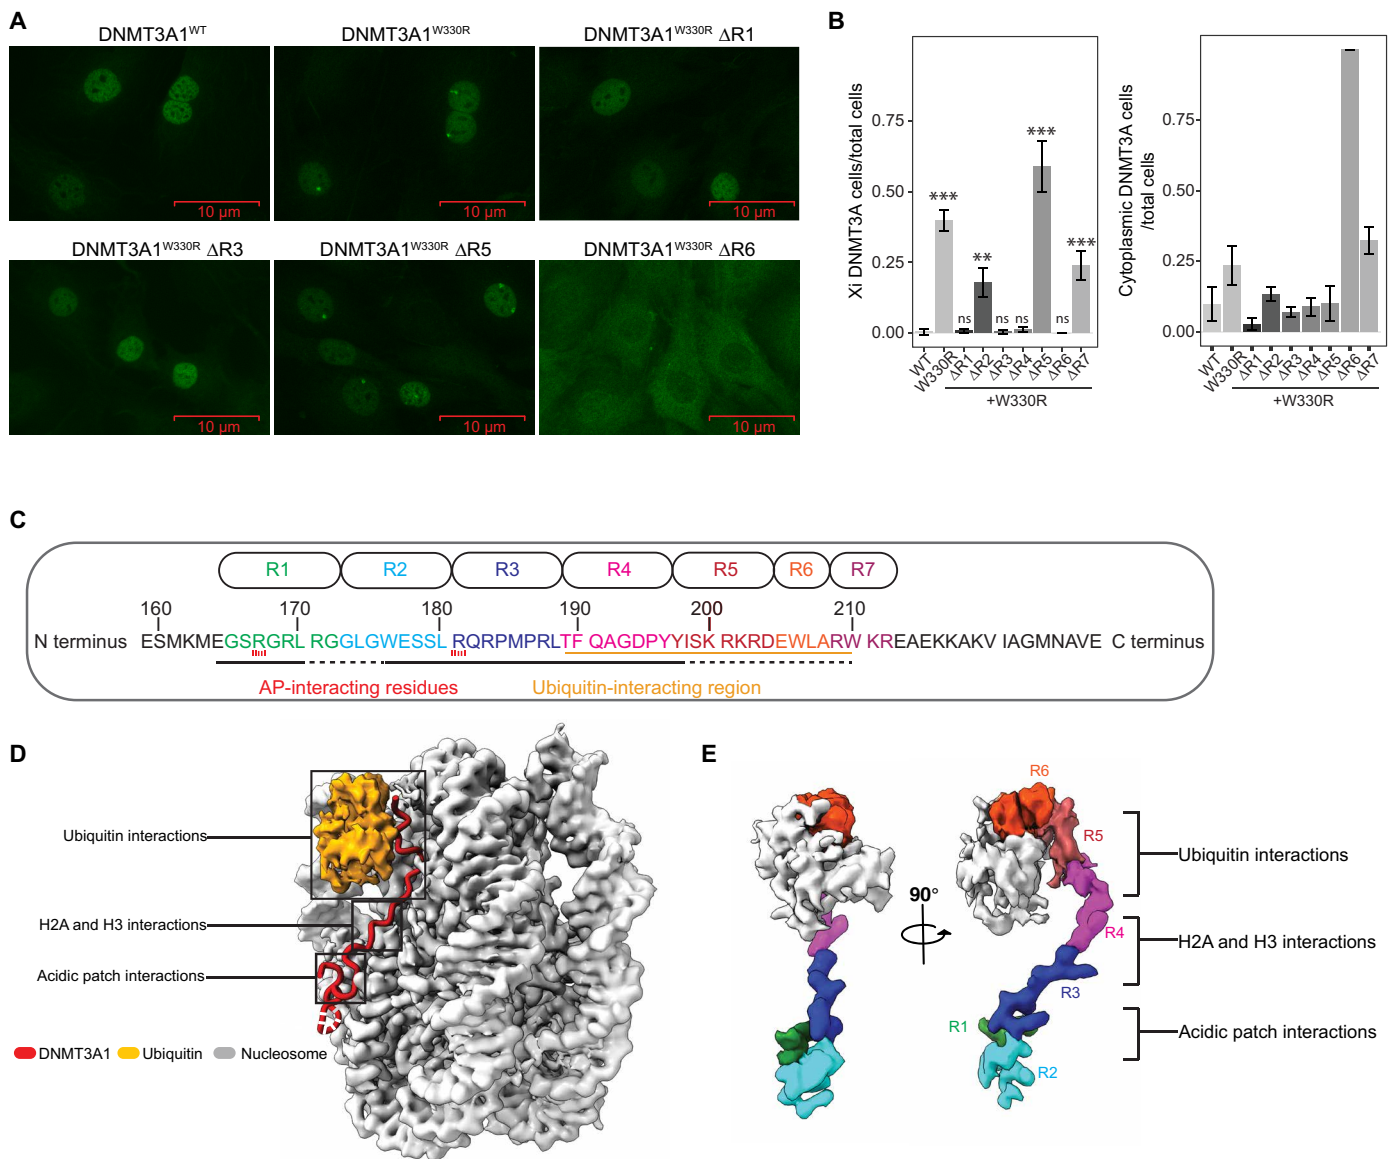 A
DNMT3A1WT
DNMT3A1W330R
DNMT3A1W330R ΔR1
10 µm
10 µm
10 µm
DNMT3A1W330R ΔR3
DNMT3A1W330R ΔR5
DNMT3A1W330R ΔR6
10 µm
10 µm
10 µm
B
Xi DNMT3A cells/total cells
0.75
0.50
0.25
0.00
***
**
***
***
ns
ns
ns
ns
WT
W330R
ΔR1
ΔR2
ΔR3
ΔR4
ΔR5
ΔR6
ΔR7
+W330R
Cytoplasmic DNMT3A cells
/total cells
0.75
0.50
0.25
0.00
WT
W330R
ΔR1
ΔR2
ΔR3
ΔR4
ΔR5
ΔR6
ΔR7
+W330R
C
R1 R2 R3 R4 R5 R6 R7
160 170 180 190 200 210
N terminus ESMKMEGSRGRL RGGLGWESSL RQRPMPRLTF QAGDPYYISK RKRDEWLARW KREAEKKAKV IAGMNAVE C terminus
AP-interacting residues
Ubiquitin-interacting region
D
Ubiquitin interactions
H2A and H3 interactions
Acidic patch interactions
DNMT3A1 Ubiquitin Nucleosome
E
90°
R6
R5
R4
R3
R1
R2
Ubiquitin interactions
H2A and H3 interactions
Acidic patch interactions